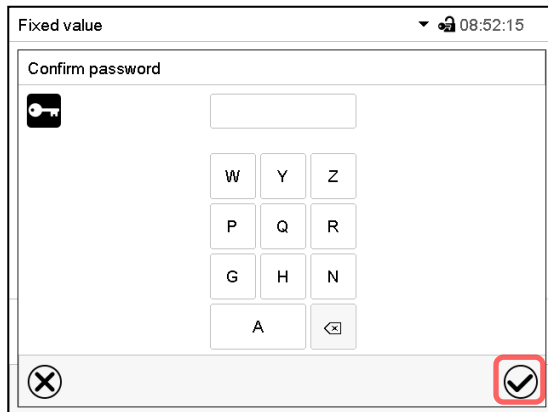 Fixed value 08:52:15
Confirm password
W Y Z
P Q R
G H N
A